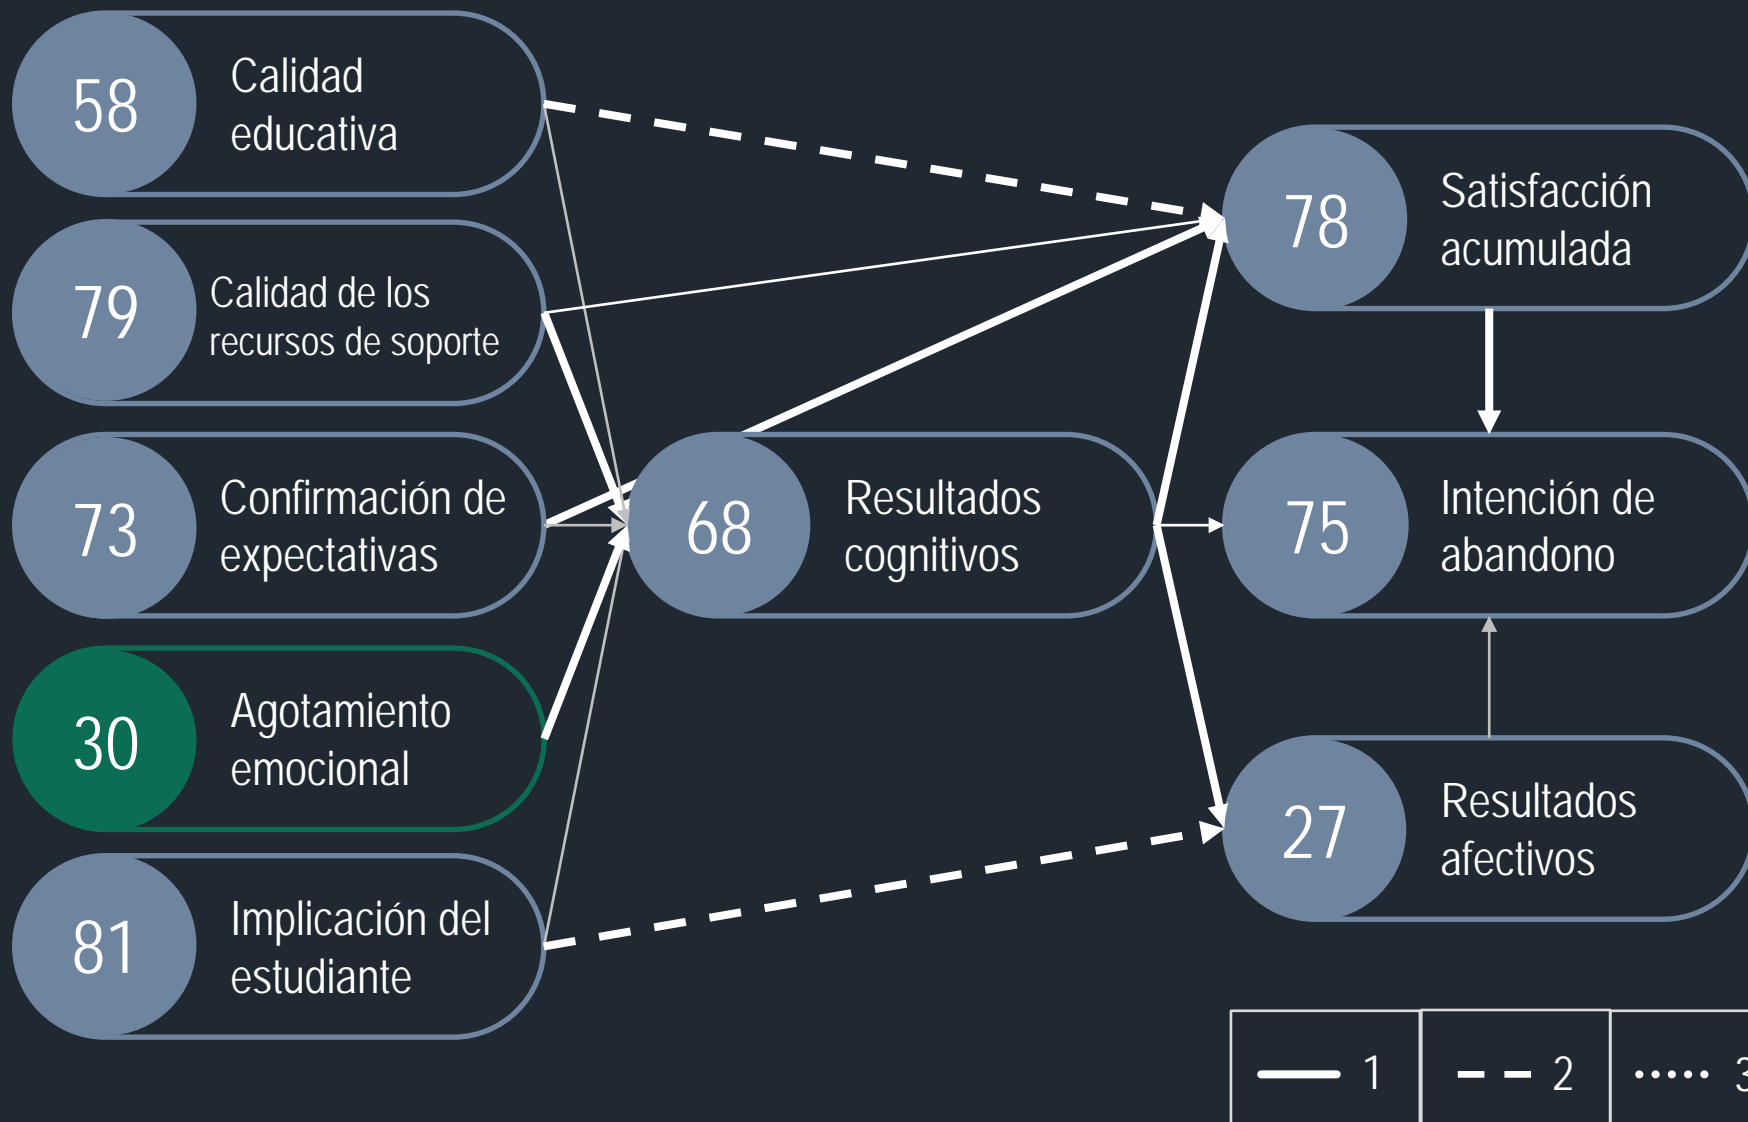 58
Calidad
educativa
79
Calidad de los
recursos de soporte
73
Confirmación de
expectativas
30
Agotamiento
emocional
81
Implicación del
estudiante
68
Resultados
cognitivos
78
Satisfacción
acumulada
75
Intención de
abandono
27
Resultados
afectivos
1
2
3